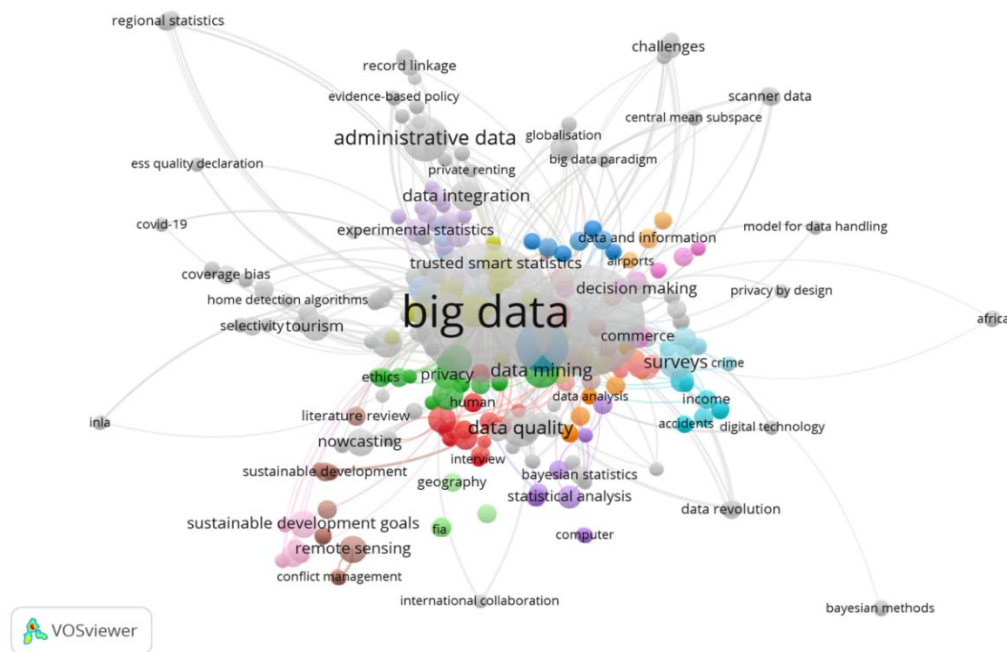 regional statistics
challenges
record linkage
evidence-based policy
scanner data
central mean subspace
administrative data
globalisation
big data paradigm
ess quality declaration
private renting
data integration
covid-19
experimental statistics
data and information
model for data handling
airports
trusted smart statistics
coverage bias
decision making
privacy by design
home detection algorithms
big data
africa
selectivity
tourism
commerce
surveys
crime
ethics
privacy
data mining
human
data analysis
income
literature review
accidents
digital technology
inla
nowcasting
data quality
interview
sustainable development
bayesian statistics
geography
statistical analysis
data revolution
sustainable development goals
fia
computer
remote sensing
conflict management
international collaboration
bayesian methods
VOSviewer